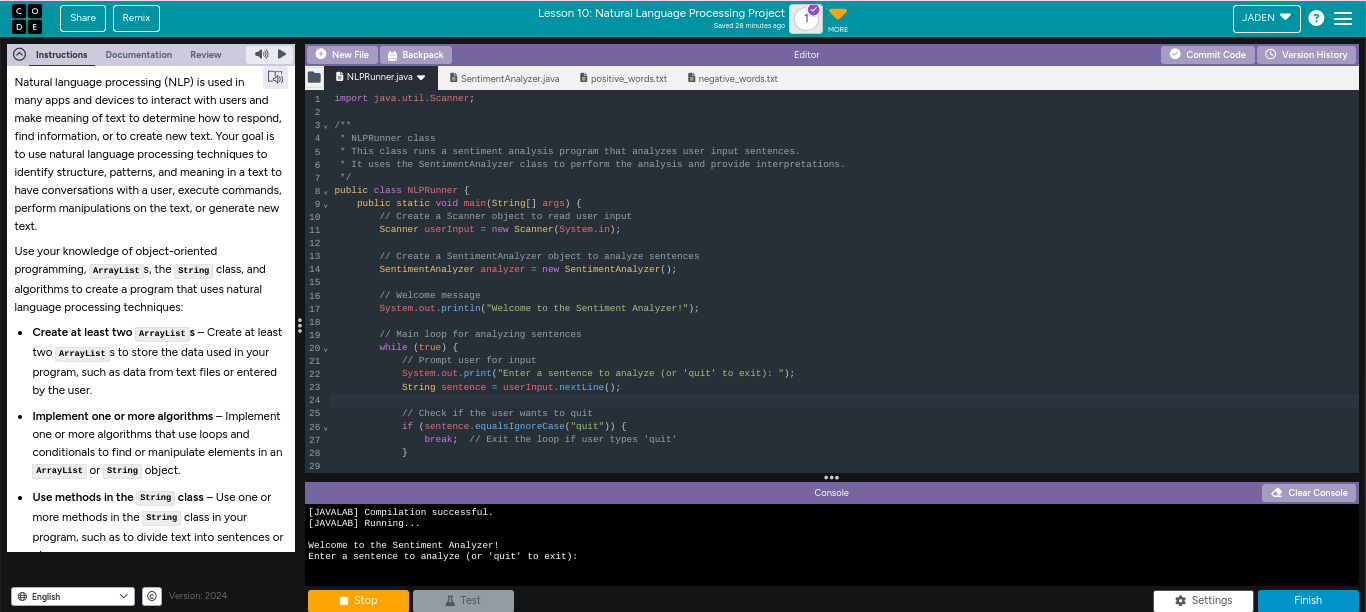 C O D E
Share
Remix
Lesson 10: Natural Language Processing Project
Saved 28 minutes ago
1
MORE
JADEN
?
Instructions
Documentation
Review
Natural language processing (NLP) is used in
many apps and devices to interact with users and
make meaning of text to determine how to respond,
find information, or to create new text. Your goal is
to use natural language processing techniques to
identify structure, patterns, and meaning in a text to
have conversations with a user, execute commands,
perform manipulations on the text, or generate new
text.
Use your knowledge of object-oriented
programming, ArrayList s, the String class, and
algorithms to create a program that uses natural
language processing techniques:
Create at least two ArrayList s – Create at least
two ArrayList s to store the data used in your
program, such as data from text files or entered
by the user.
Implement one or more algorithms – Implement
one or more algorithms that use loops and
conditionals to find or manipulate elements in an
ArrayList or String object.
Use methods in the String class – Use one or
more methods in the String class in your
program, such as to divide text into sentences or
English
©
Version: 2024
New File
Backpack
Editor
Commit Code
Version History
NLPRunner.java
SentimentAnalyzer.java
positive_words.txt
negative_words.txt
1 import java.util.Scanner;
2
3 /**
4 * NLPRunner class
5 * This class runs a sentiment analysis program that analyzes user input sentences.
6 * It uses the SentimentAnalyzer class to perform the analysis and provide interpretations.
7 */
8 public class NLPRunner {
9 public static void main(String[] args) {
10 // Create a Scanner object to read user input
11 Scanner userInput = new Scanner(System.in);
12
13 // Create a SentimentAnalyzer object to analyze sentences
14 SentimentAnalyzer analyzer = new SentimentAnalyzer();
15
16 // Welcome message
17 System.out.println("Welcome to the Sentiment Analyzer!");
18
19 // Main loop for analyzing sentences
20 while (true) {
21 // Prompt user for input
22 System.out.print("Enter a sentence to analyze (or 'quit' to exit): ");
23 String sentence = userInput.nextLine();
24
25 // Check if the user wants to quit
26 if (sentence.equalsIgnoreCase("quit")) {
27 break; // Exit the loop if user types 'quit'
28 }
29
Console
Clear Console
[JAVALAB] Compilation successful.
[JAVALAB] Running...
Welcome to the Sentiment Analyzer!
Enter a sentence to analyze (or 'quit' to exit):
Stop
Test
Settings
Finish